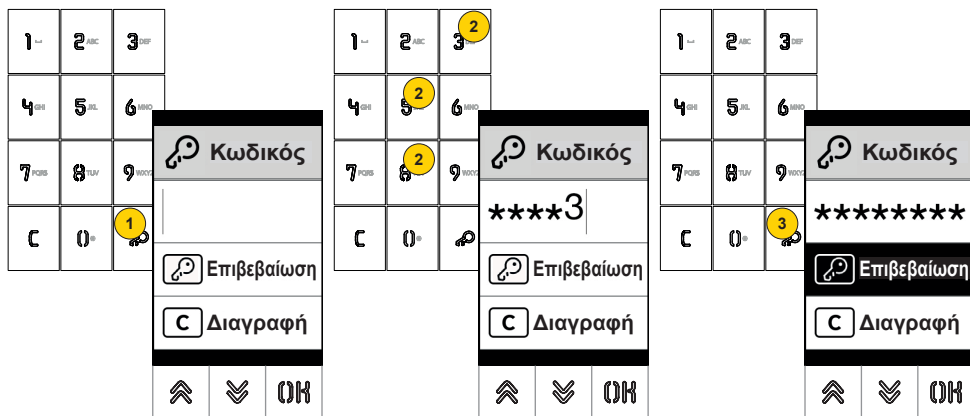 1 2 ABC 3 DEF
4 GHI 5 JKL 6 MNO
7 PQRS 8 TUV 9 WXYZ
C 0 1
Κωδικός
Επιβεβαίωση
C Διαγραφή
OK
1 2 ABC 3 2
4 GHI 5 2 6 MNO
7 PQRS 8 2 9 WXYZ
C 0
Κωδικός
****3
Επιβεβαίωση
C Διαγραφή
OK
1 2 ABC 3 DEF
4 GHI 5 JKL 6 MNO
7 PQRS 8 TUV 9 WXYZ
C 0 3
Κωδικός
********
Επιβεβαίωση
C Διαγραφή
OK